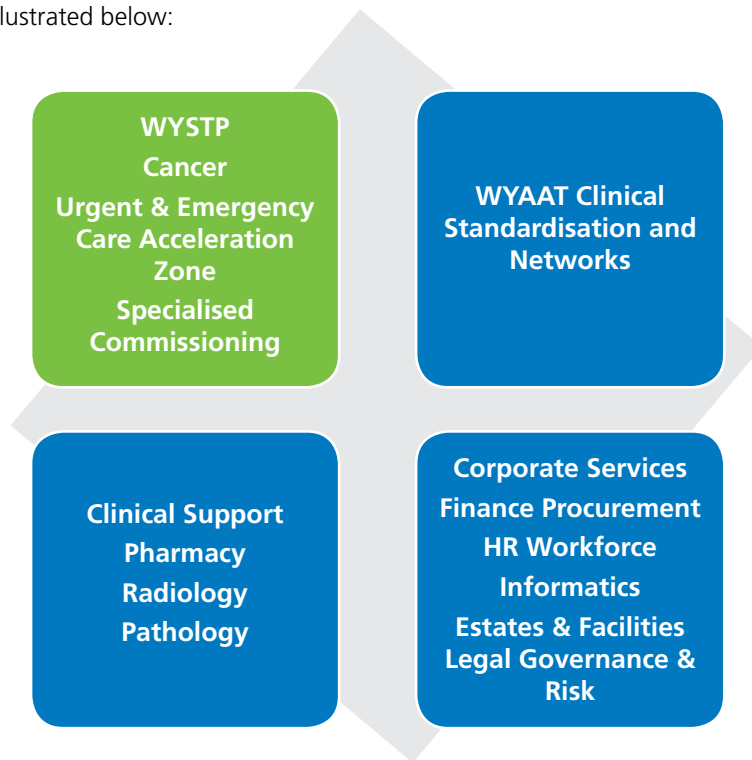 lustrated below:
WYSTP
Cancer
Urgent & Emergency
Care Acceleration
Zone
Specialised
Commissioning
WYAAT Clinical
Standardisation and
Networks
Clinical Support
Pharmacy
Radiology
Pathology
Corporate Services
Finance Procurement
HR Workforce
Informatics
Estates & Facilities
Legal Governance &
Risk